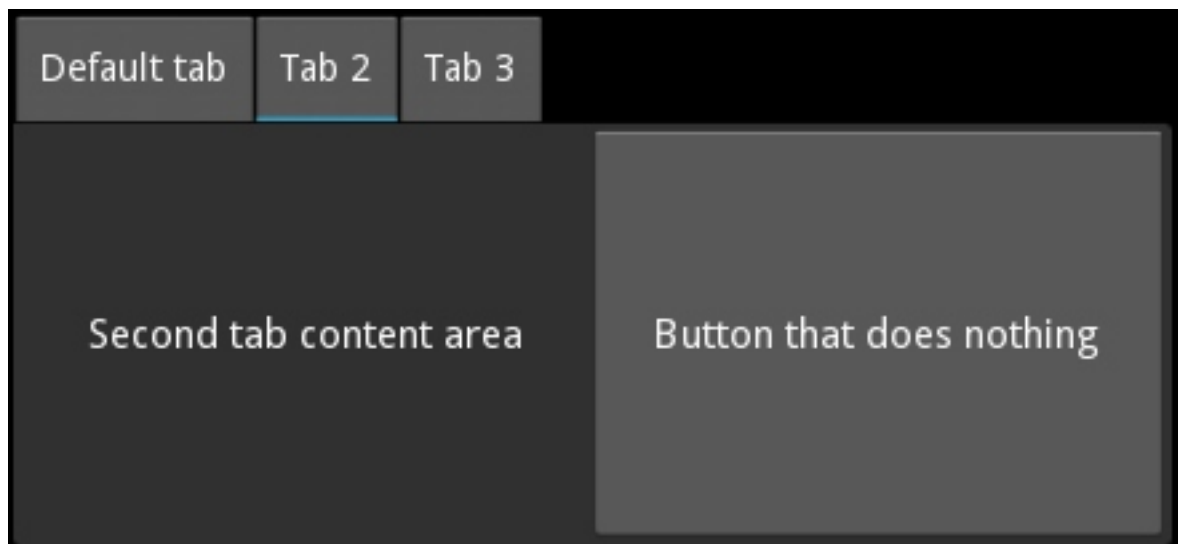 Default tab
Tab 2
Tab 3
Second tab content area
Button that does nothing